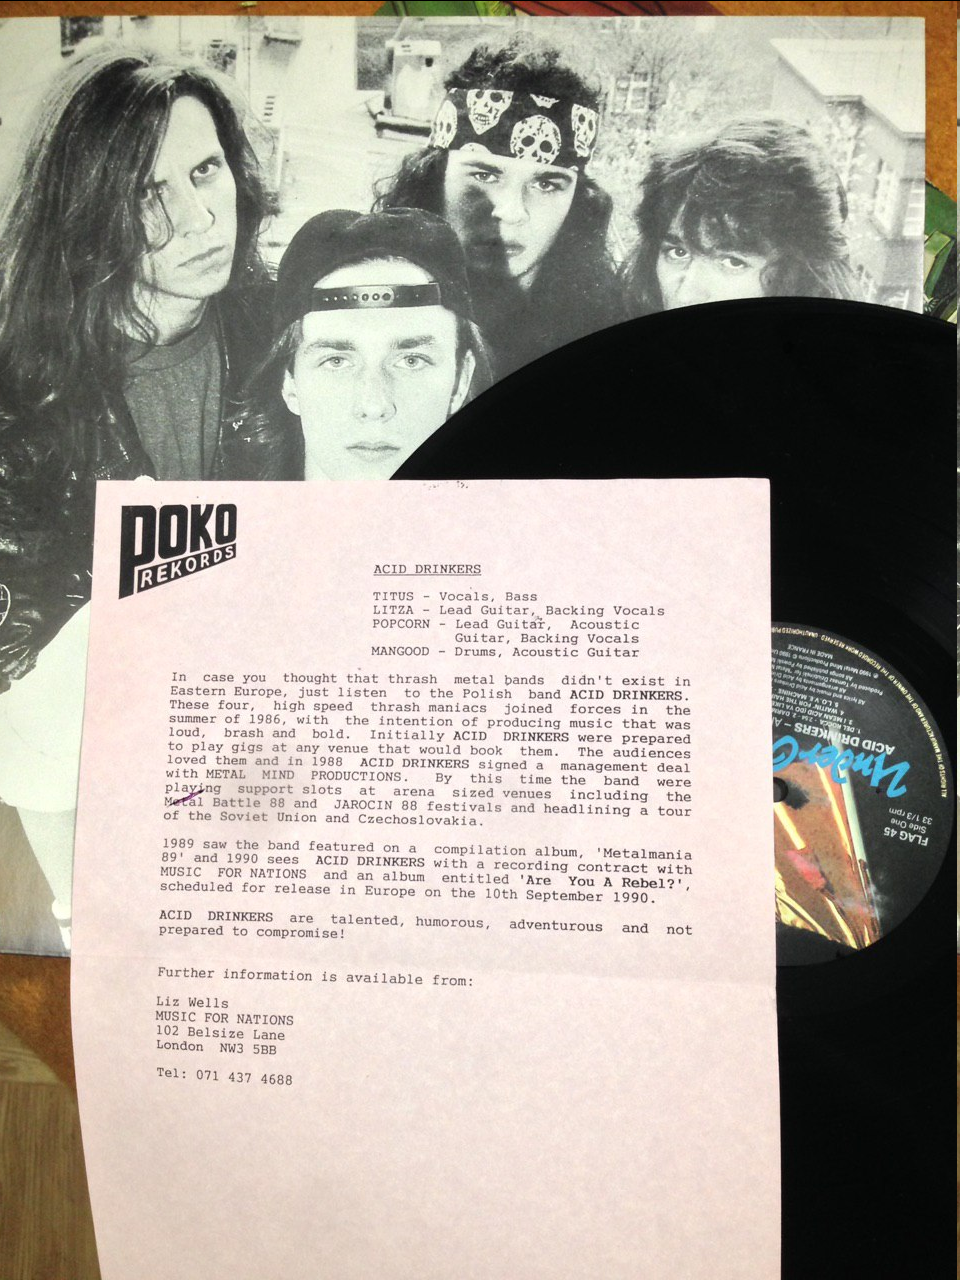 POKO
REKORDS
ACID DRINKERS
TITUS - Vocals, Bass
LITZA - Lead Guitar, Backing Vocals
POPCORN - Lead Guitar, Acoustic
Guitar, Backing Vocals
MANGOOD - Drums, Acoustic Guitar
In case you thought that thrash metal bands didn't exist in
Eastern Europe, just listen to the Polish band ACID DRINKERS.
These four, high speed thrash maniacs joined forces in the
summer of 1986, with the intention of producing music that was
loud, brash and bold. Initially ACID DRINKERS were prepared
to play gigs at any venue that would book them. The audiences
loved them and in 1988 ACID DRINKERS signed a management deal
with METAL MIND PRODUCTIONS. By this time the band were
playing support slots at arena sized venues including the
Metal Battle 88 and JAROCIN 88 festivals and headlining a tour
of the Soviet Union and Czechoslovakia.
1989 saw the band featured on a compilation album, 'Metalmania
89' and 1990 sees ACID DRINKERS with a recording contract with
MUSIC FOR NATIONS and an album entitled 'Are You A Rebel?',
scheduled for release in Europe on the 10th September 1990.
ACID DRINKERS are talented, humorous, adventurous and not
prepared to compromise!
Further information is available from:
Liz Wells
MUSIC FOR NATIONS
102 Belsize Lane
London NW3 5BB
Tel: 071 437 4688
Under
ACID DRINKERS - A
FLAG 45
Side One
33 1/3 rpm
MADE IN FRANCE